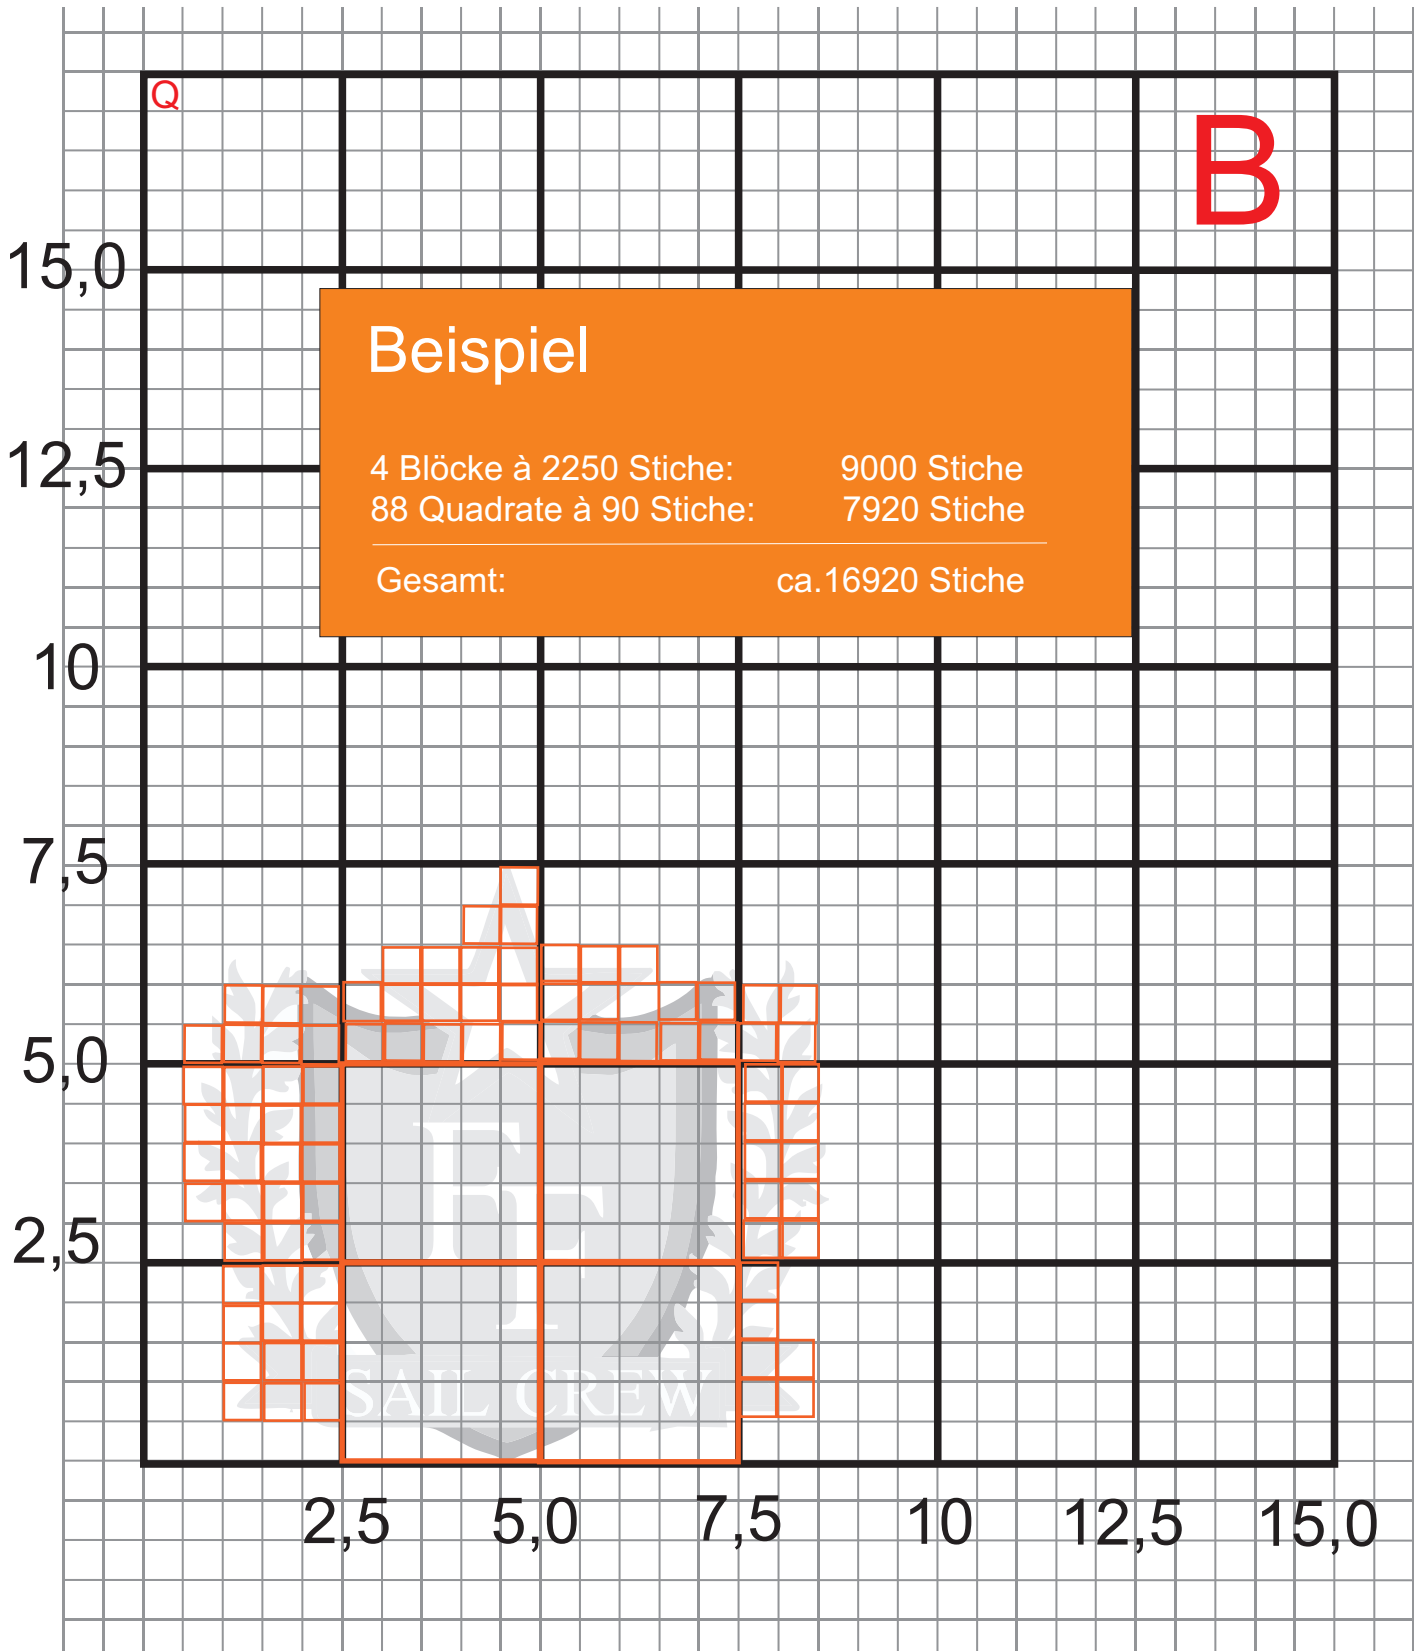 Q
B
15,0
Beispiel
12,5
4 Blöcke à 2250 Stiche: 9000 Stiche
88 Quadrate à 90 Stiche: 7920 Stiche
Gesamt: ca.16920 Stiche
10
7,5
5,0
EF
2,5
SAIL CREW
2,5 5,0 7,5 10 12,5 15,0